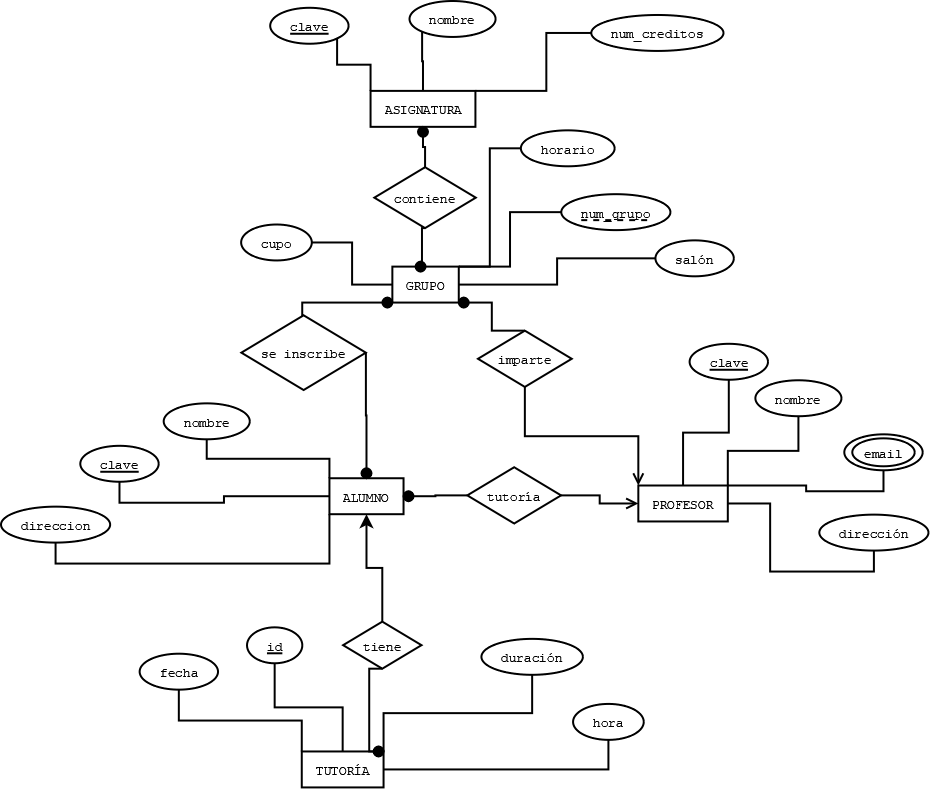 clave
nombre
num_creditos
ASIGNATURA
horario
contiene
num_grupo
cupo
salón
GRUPO
se inscribe
imparte
clave
nombre
nombre
email
clave
ALUMNO
tutoría
PROFESOR
direccion
dirección
id
tiene
duración
fecha
hora
TUTORÍA